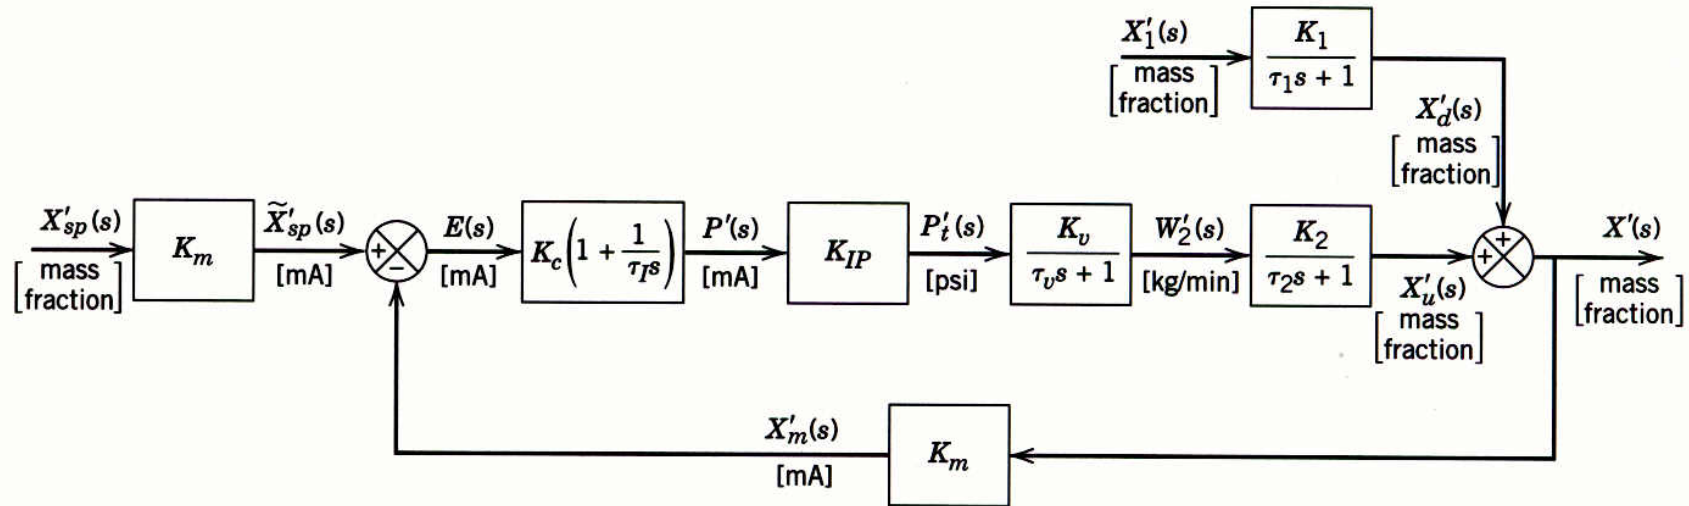 X′₁(s)
[mass
fraction]
K₁
τ₁s + 1
X′d(s)
[mass
fraction]
X′sp(s)
[mass
fraction]
Km
X̃′sp(s)
[mA]
+
−
E(s)
[mA]
Kc(1 + 1/τIs)
P′(s)
[mA]
KIP
P′t(s)
[psi]
Kv
τvs + 1
W′₂(s)
[kg/min]
K₂
τ₂s + 1
X′u(s)
[mass
fraction]
+
+
X′(s)
[mass
fraction]
X′m(s)
[mA]
Km